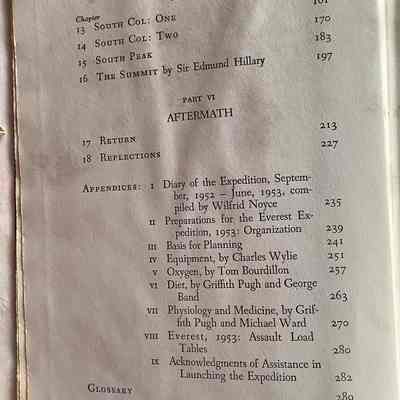 Chapter
13 SOUTH COL: ONE 170
14 SOUTH COL: TWO 183
15 SOUTH PEAK
16 THE SUMMIT by Sir Edmund Hillary 197
PART VI
AFTERMATH
17 RETURN 213
18 REFLECTIONS 227
APPENDICES: I Diary of the Expedition, Septem-
ber, 1952 – June, 1953, com-
piled by Wilfrid Noyce 235
II Preparations for the Everest Ex-
pedition, 1953: Organization 239
III Basis for Planning 241
IV Equipment, by Charles Wylie 251
V Oxygen, by Tom Bourdillon 257
VI Diet, by Griffith Pugh and George
Band 263
VII Physiology and Medicine, by Grif-
fith Pugh and Michael Ward 270
VIII Everest, 1953: Assault Load
Tables 280
IX Acknowledgments of Assistance in
Launching the Expedition 282
GLOSSARY 289